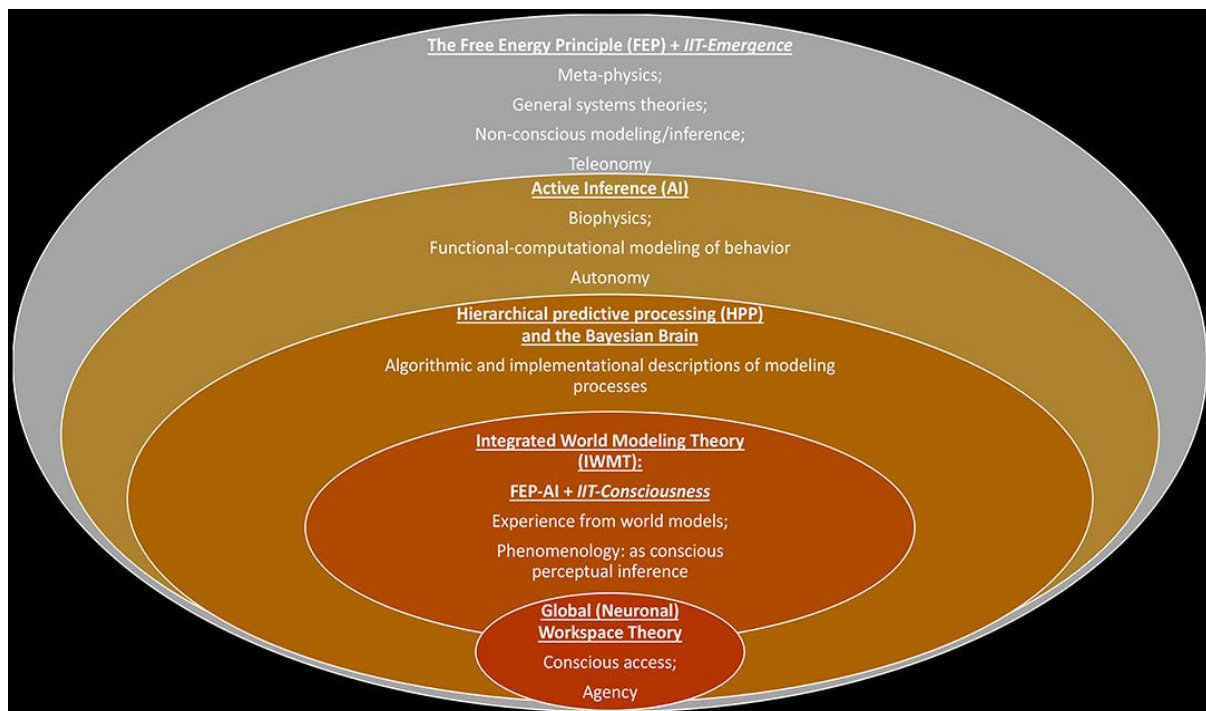 The Free Energy Principle (FEP) + IIT-Emergence
Meta-physics;
General systems theories;
Non-conscious modeling/inference;
Teleonomy
Active Inference (AI)
Biophysics;
Functional-computational modeling of behavior
Autonomy
Hierarchical predictive processing (HPP)
and the Bayesian Brain
Algorithmic and implementational descriptions of modeling
processes
Integrated World Modeling Theory
(IWMT):
FEP-AI + IIT-Consciousness
Experience from world models;
Phenomenology: as conscious
perceptual inference
Global (Neuronal)
Workspace Theory
Conscious access;
Agency